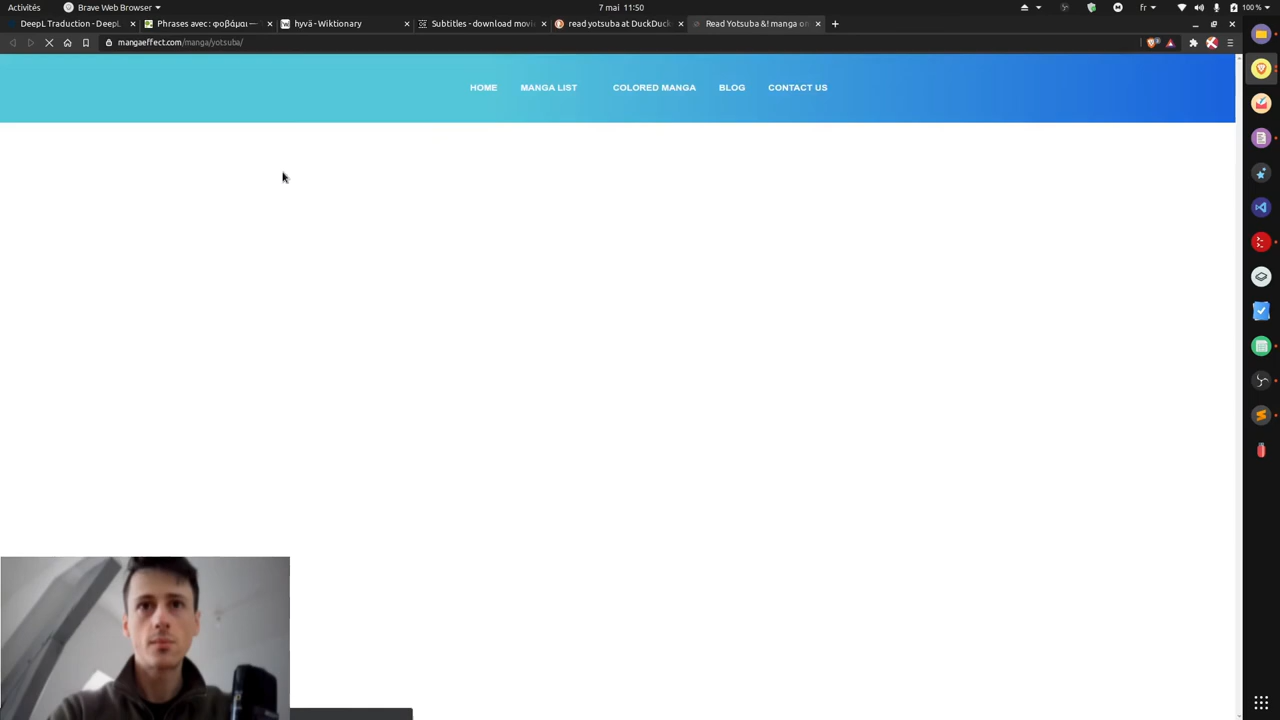 Activités
Brave Web Browser
7 mai 11:50
fr
100 %
DeepL Traduction - DeepL
Phrases avec: φοβάμαι —
hyvä - Wiktionary
Subtitles - download movi
read yotsuba at DuckDuck
Read Yotsuba &! manga on
mangaeffect.com/manga/yotsuba/
HOME
MANGA LIST
COLORED MANGA
BLOG
CONTACT US